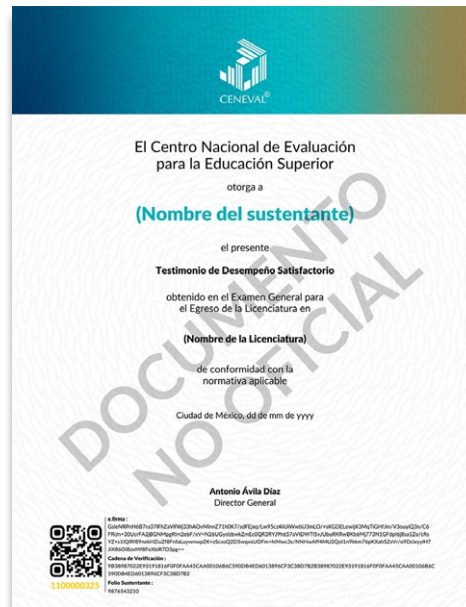 CENEVAL®
El Centro Nacional de Evaluación
para la Educación Superior
otorga a
(Nombre del sustentante)
el presente
Testimonio de Desempeño Satisfactorio
obtenido en el Examen General para
el Egreso de la Licenciatura en
(Nombre de la Licenciatura)
de conformidad con la
normativa aplicable
Ciudad de México, dd de mm de yyyy
DOCUMENTO
NO OFICIAL
Antonio Ávila Díaz
Director General
e.firma :
Cadena de Verificación :
Folio Sustentante :
9876543210
1100000325